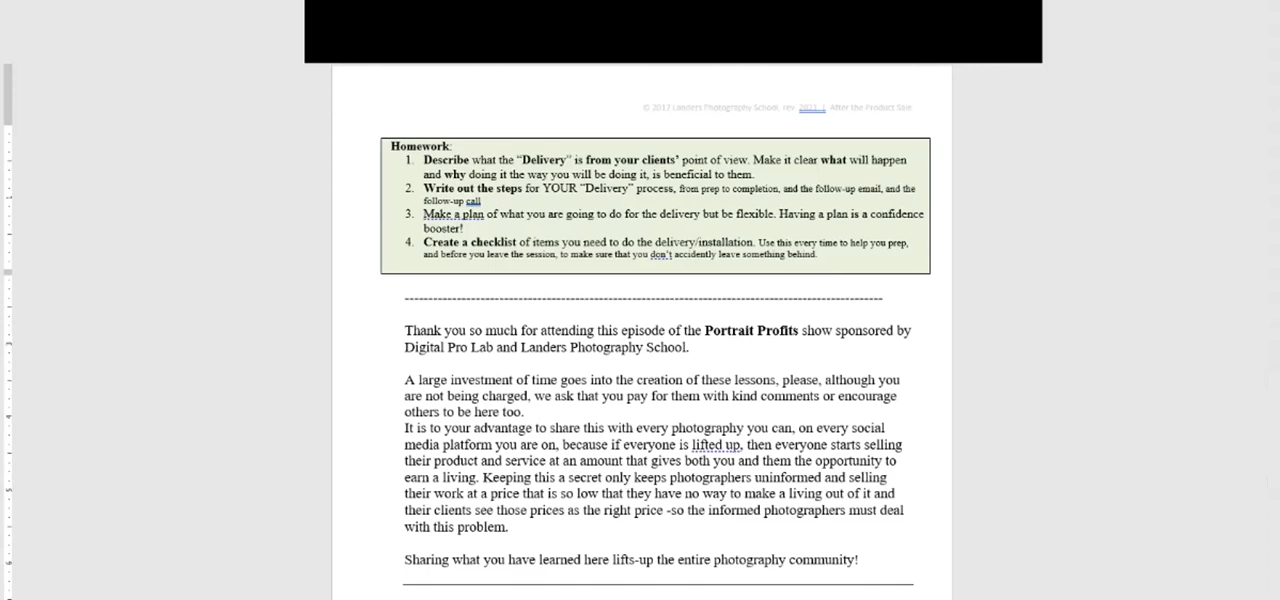 © 2017 Landers Photography School, rev. 2021 | After the Product Sale
Homework:
1. Describe what the "Delivery" is from your clients' point of view. Make it clear what will happen
and why doing it the way you will be doing it, is beneficial to them.
2. Write out the steps for YOUR "Delivery" process, from prep to completion, and the follow-up email, and the
follow-up call
3. Make a plan of what you are going to do for the delivery but be flexible. Having a plan is a confidence
booster!
4. Create a checklist of items you need to do the delivery/installation. Use this every time to help you prep,
and before you leave the session, to make sure that you don't accidently leave something behind.
Thank you so much for attending this episode of the Portrait Profits show sponsored by
Digital Pro Lab and Landers Photography School.
A large investment of time goes into the creation of these lessons, please, although you
are not being charged, we ask that you pay for them with kind comments or encourage
others to be here too.
It is to your advantage to share this with every photography you can, on every social
media platform you are on, because if everyone is lifted up, then everyone starts selling
their product and service at an amount that gives both you and them the opportunity to
earn a living. Keeping this a secret only keeps photographers uninformed and selling
their work at a price that is so low that they have no way to make a living out of it and
their clients see those prices as the right price -so the informed photographers must deal
with this problem.
Sharing what you have learned here lifts-up the entire photography community!